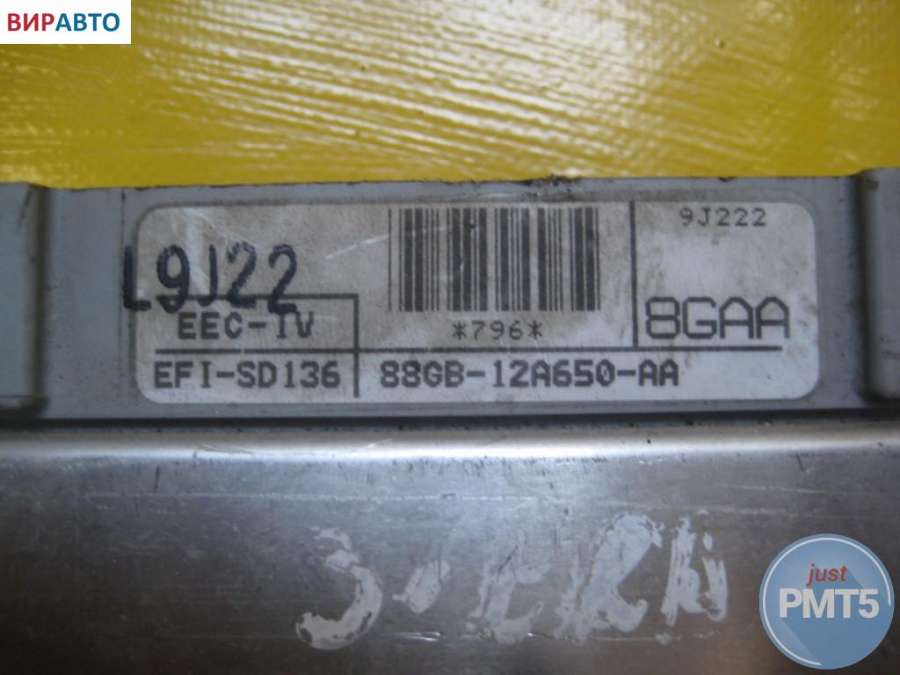 ВИРАВТО
9J222
L9J22
EEC-IV
*796*
8GAA
EFI-SD136
88GB-12A650-AA
just
PMT5